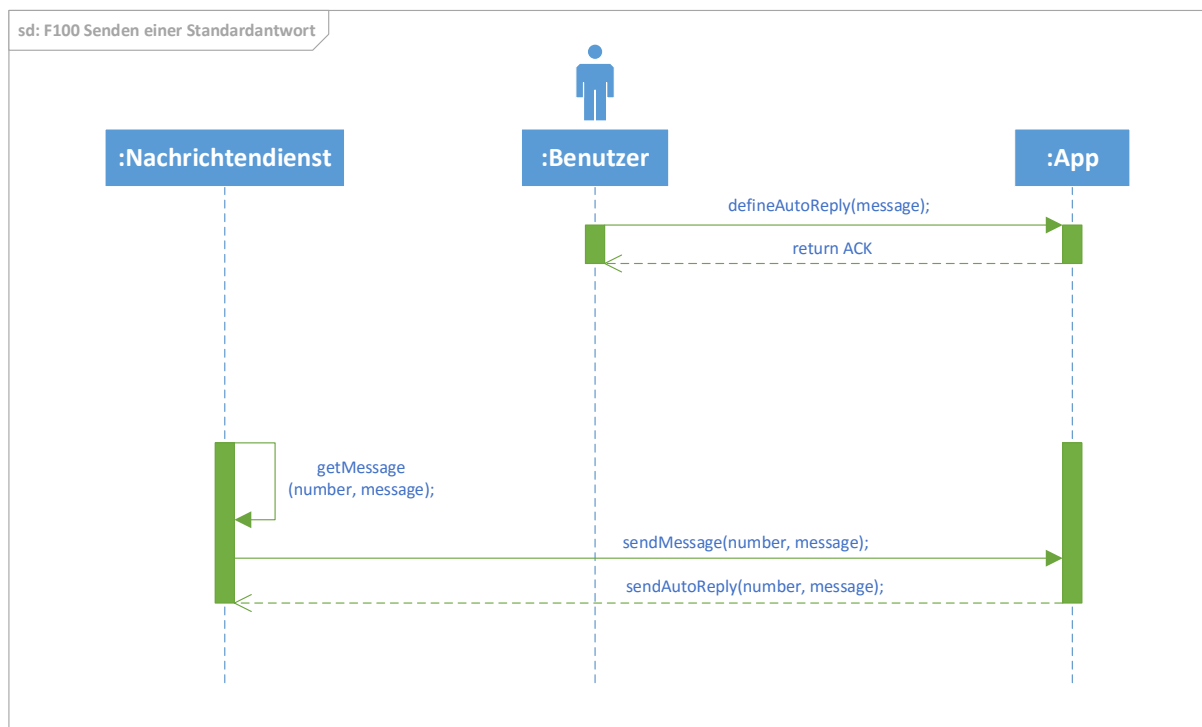 sd: F100 Senden einer Standardantwort
:Nachrichtendienst
:Benutzer
:App
defineAutoReply(message);
return ACK
getMessage
(number, message);
sendMessage(number, message);
sendAutoReply(number, message);